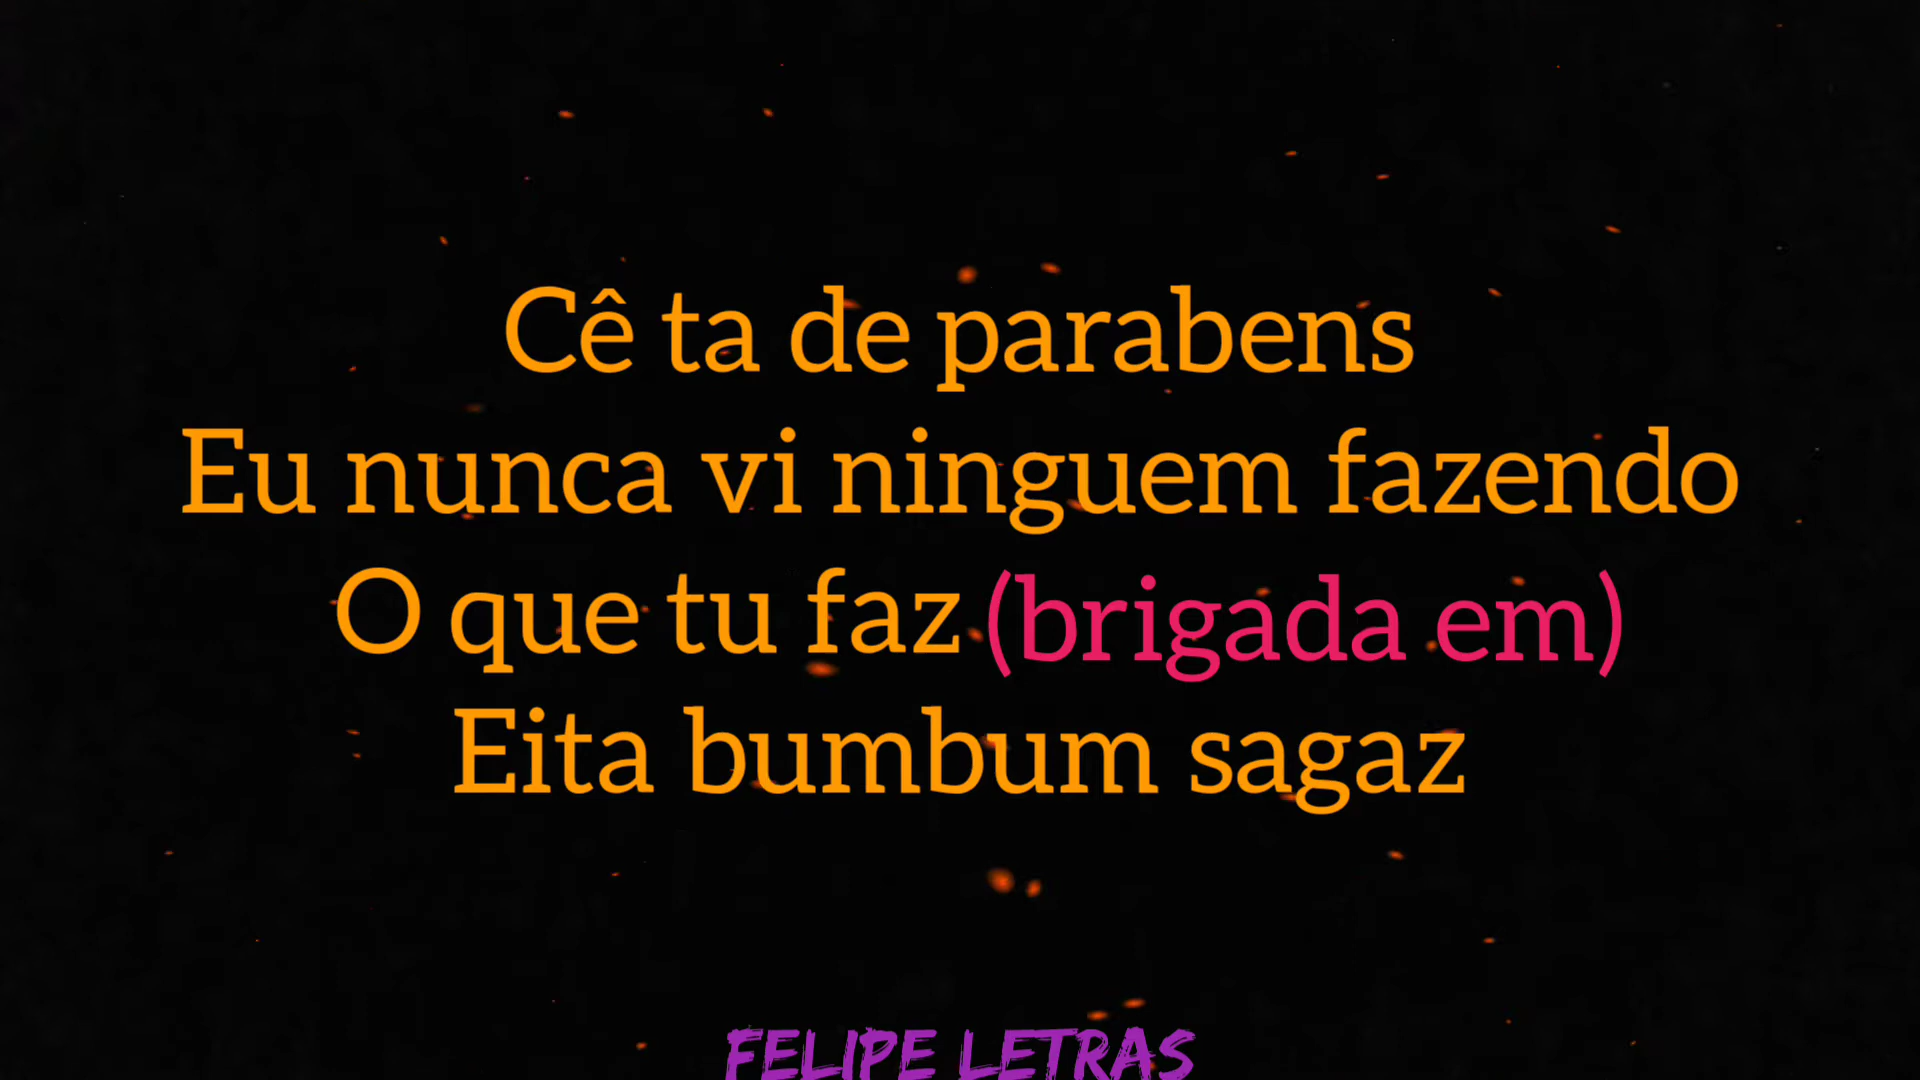 Cê ta de parabens
Eu nunca vi ninguem fazendo
O que tu faz (brigada em)
Eita bumbum sagaz
FELIPE LETRAS